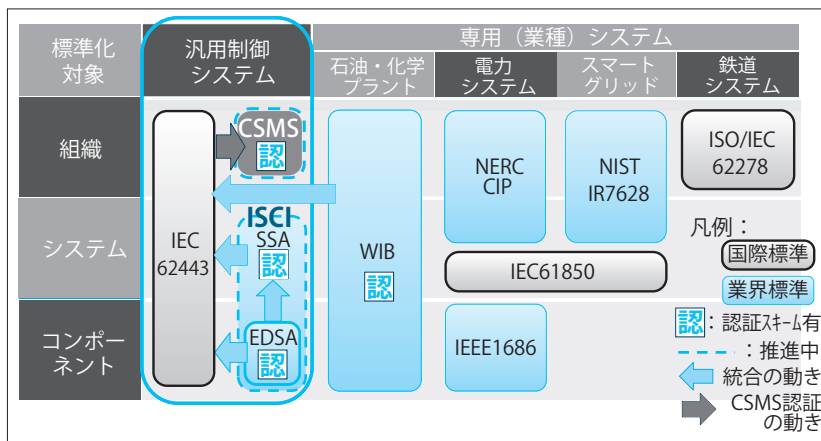 標準化
対象
汎用制御
システム
専用（業種）システム
石油・化学
プラント
電力
システム
スマート
グリッド
鉄道
システム
組織
システム
コンポー
ネント
IEC
62443
CSMS
認
ISCI
SSA
認
EDSA
認
WIB
認
NERC
CIP
NIST
IR7628
ISO/IEC
62278
IEC61850
IEEE1686
凡例：
国際標準
業界標準
認：認証スキーム有
：推進中
統合の動き
CSMS認証
の動き